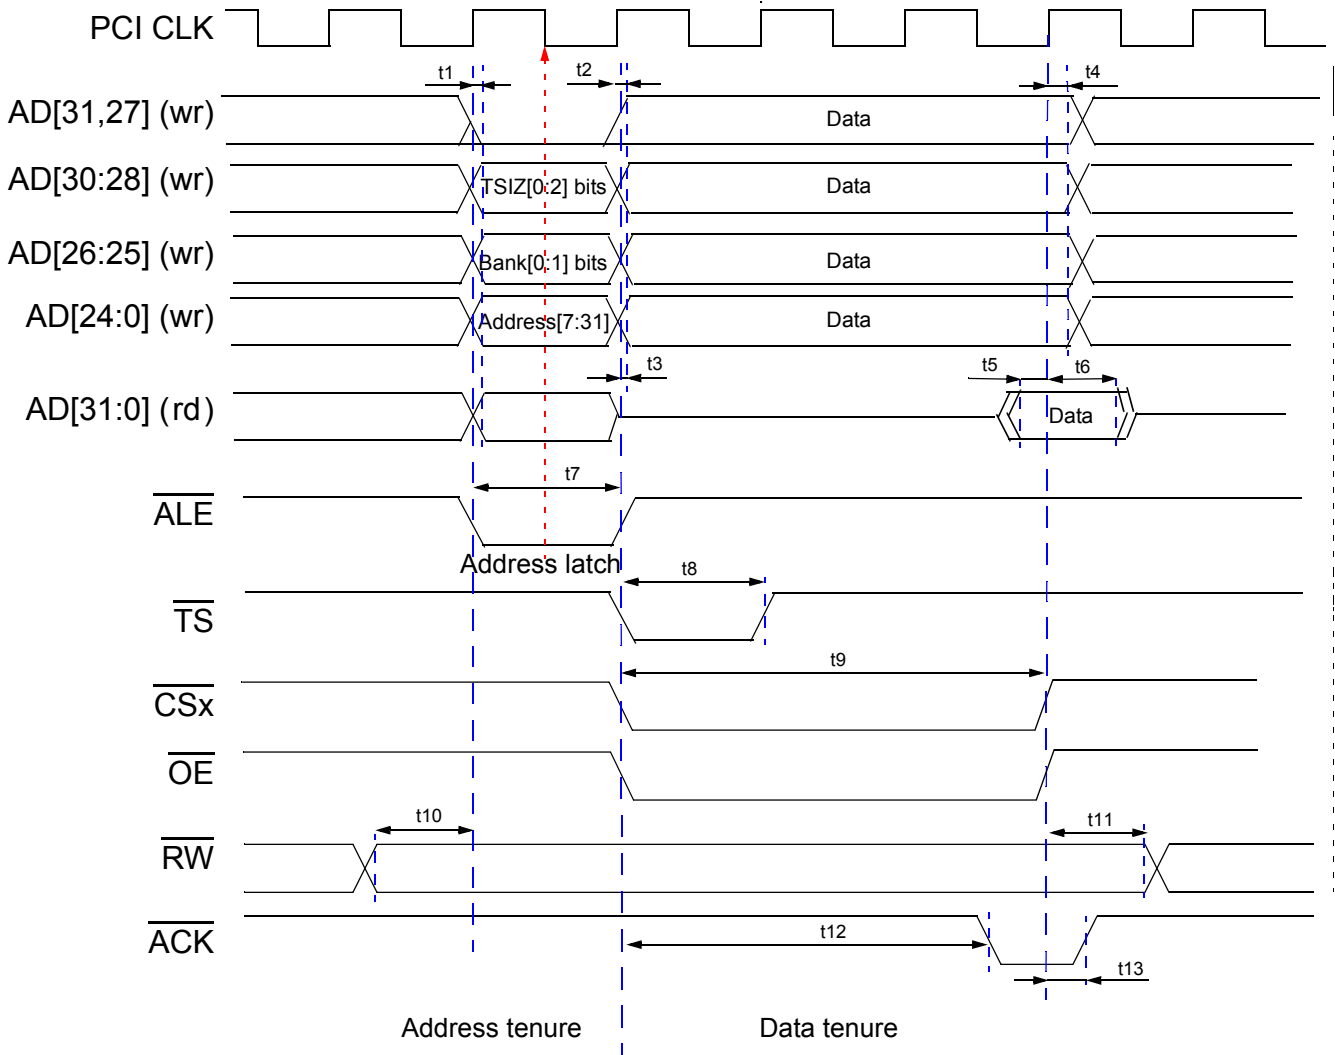 PCI CLK
t1 t2 t4
AD[31,27] (wr) Data
AD[30:28] (wr) TSIZ[0:2] bits Data
AD[26:25] (wr) Bank[0:1] bits Data
AD[24:0] (wr) Address[7:31] Data
t3 t5 t6
AD[31:0] (rd) Data
t7
ALE
Address latch
t8
TS
t9
CSx
OE
t10 t11
RW
t12
ACK
t13
Address tenure Data tenure